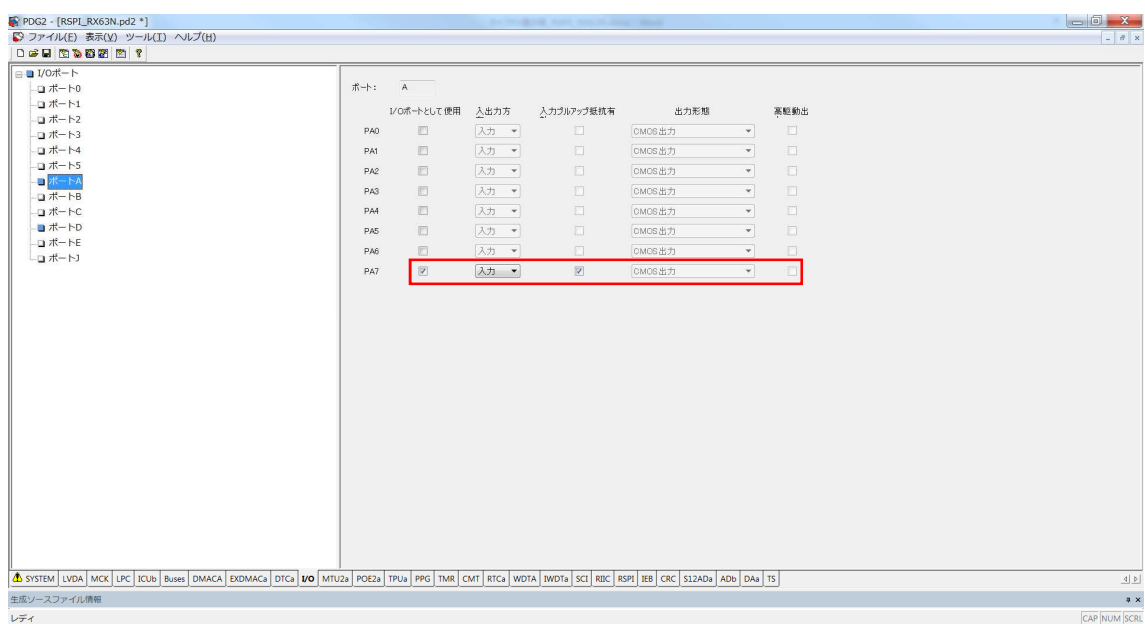 PDG2 - [RSPI_RX63N.pd2 *]
ファイル(F) 表示(V) ツール(T) ヘルプ(H)
I/Oポート
ポート0
ポート1
ポート2
ポート3
ポート4
ポート5
ポートA
ポートB
ポートC
ポートD
ポートE
ポートJ
ポート: A
I/Oポートとして使用 入出力方 入力プルアップ抵抗有 出力形態 高駆動出
PA0 入力 CMOS出力
PA1 入力 CMOS出力
PA2 入力 CMOS出力
PA3 入力 CMOS出力
PA4 入力 CMOS出力
PA5 入力 CMOS出力
PA6 入力 CMOS出力
PA7 入力 CMOS出力
SYSTEM LVDA MCK LPC ICUb Buses DMACA EXDMACa DTCa I/O MTU2a POE2a TPUa PPG TMR CMT RTCa WDTA IWDTa SCI RIIC RSPI IEB CRC S12ADa ADb DAa TS
生成ソースファイル情報
レディ CAP NUM SCRL